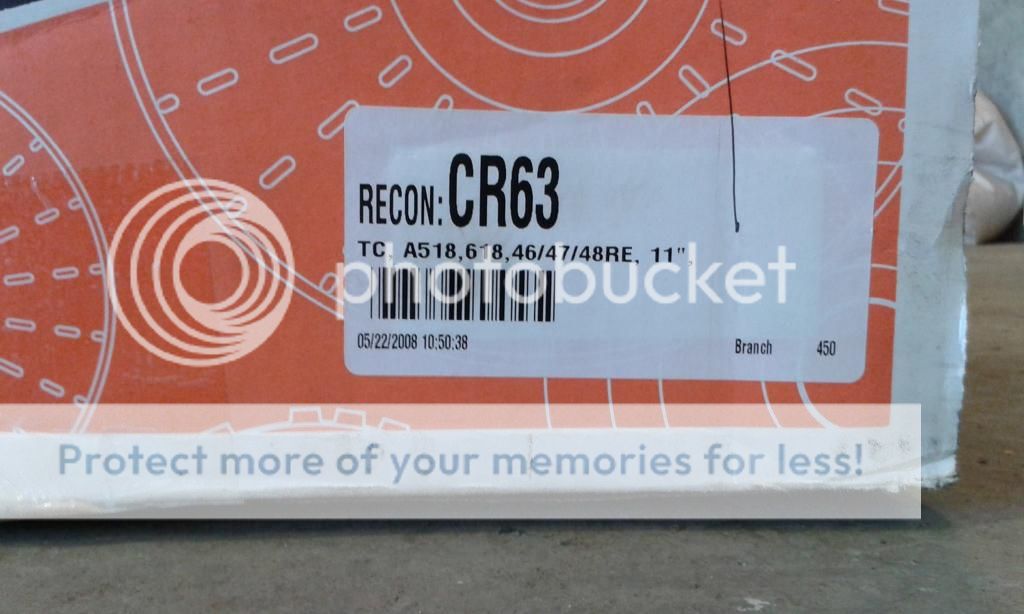 RECON: CR63
TC, A518,618,46/47/48RE, 11",
photobucket
05/22/2008 10:50:38 Branch 450
Protect more of your memories for less!